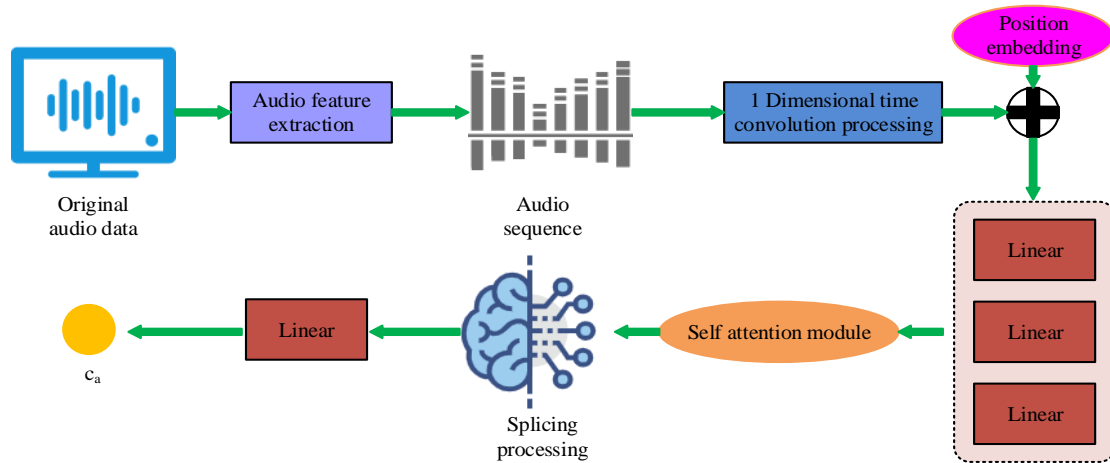 Position
embedding
Audio feature
extraction
1 Dimensional time
convolution processing
Original
audio data
Audio
sequence
Linear
Linear
Linear
Self attention module
Linear
cₐ
Splicing
processing